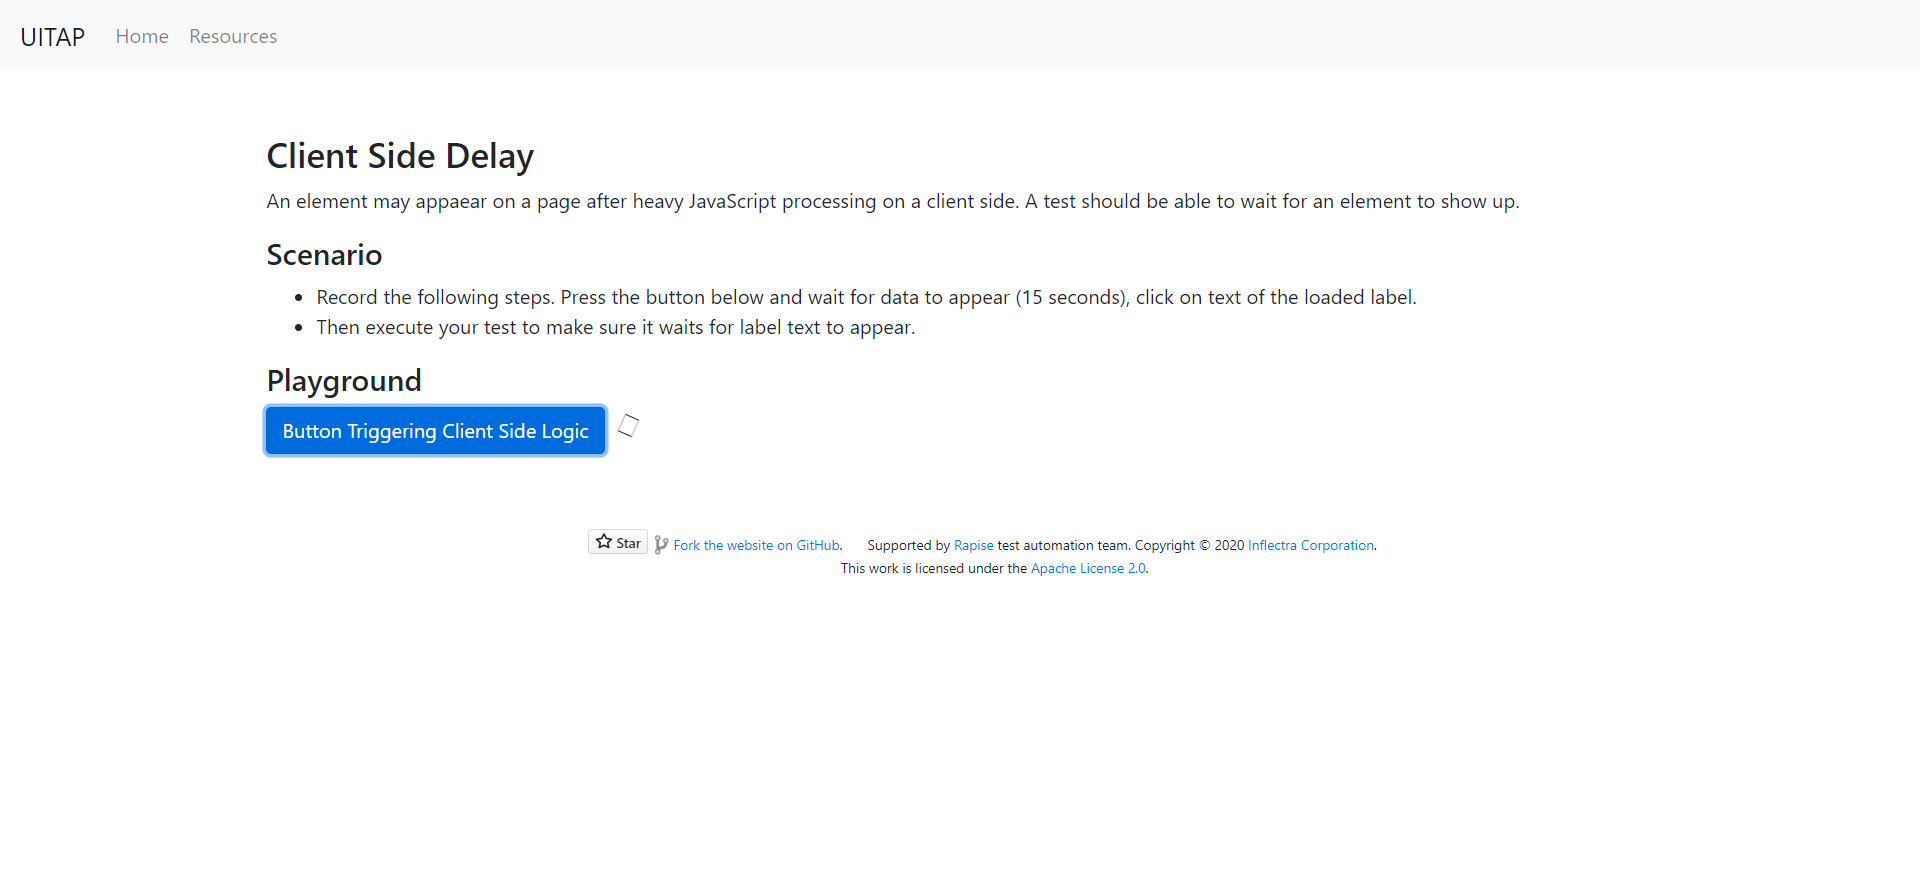 UITAP Home Resources
Client Side Delay
An element may appaear on a page after heavy JavaScript processing on a client side. A test should be able to wait for an element to show up.
Scenario
• Record the following steps. Press the button below and wait for data to appear (15 seconds), click on text of the loaded label.
• Then execute your test to make sure it waits for label text to appear.
Playground
Button Triggering Client Side Logic
Star Fork the website on GitHub. Supported by Rapise test automation team. Copyright © 2020 Inflectra Corporation.
This work is licensed under the Apache License 2.0.